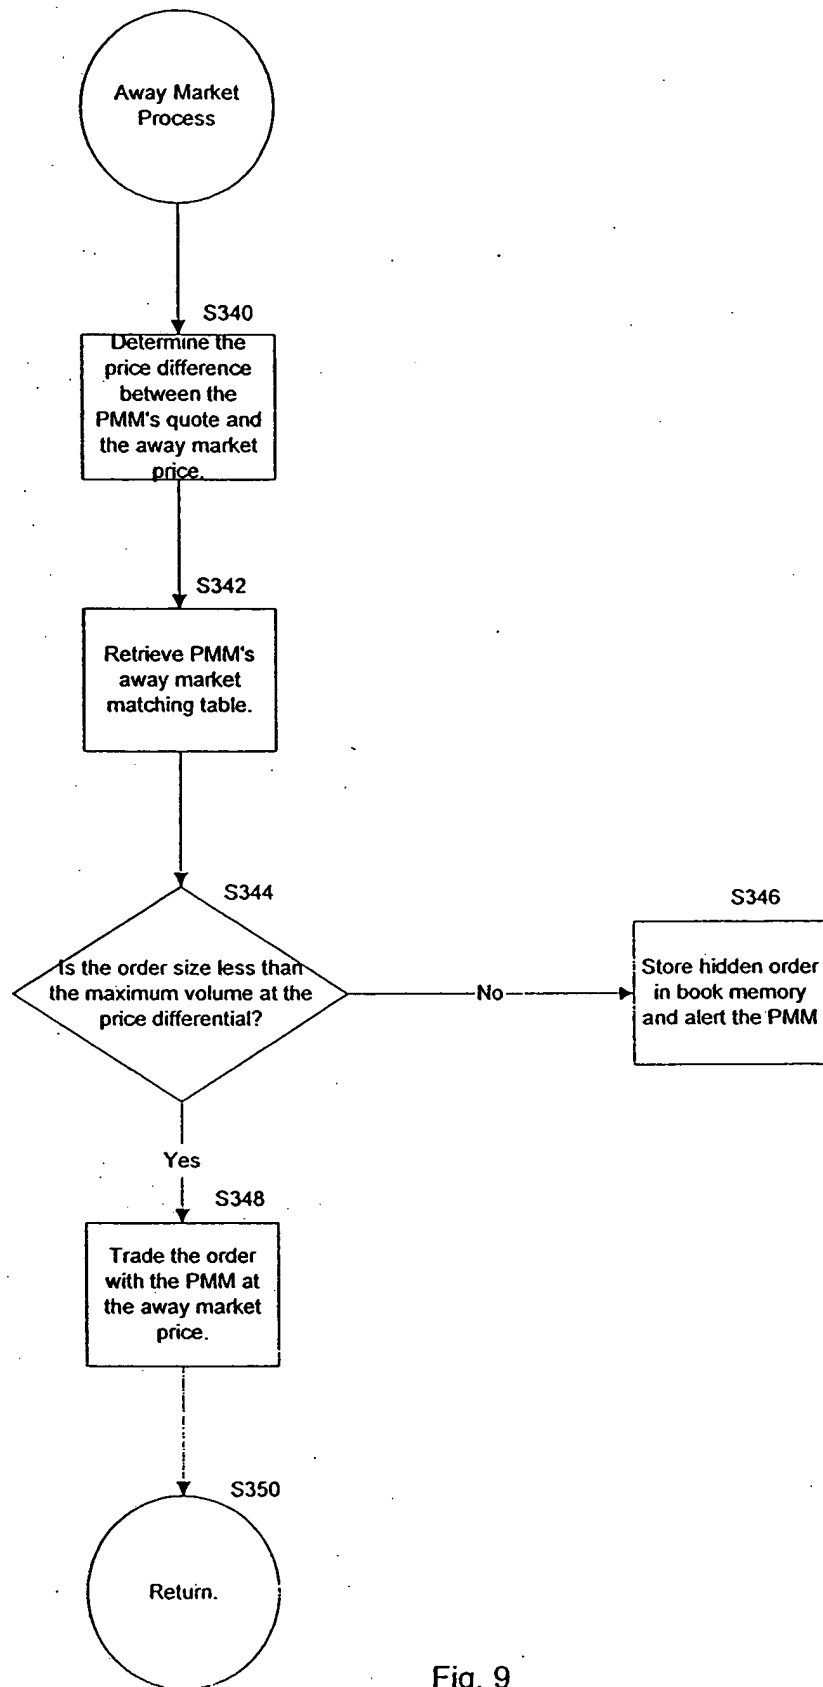 Away Market
Process
S340
Determine the
price difference
between the
PMM's quote and
the away market
price.
S342
Retrieve PMM's
away market
matching table.
S344
Is the order size less than
the maximum volume at the
price differential?
No
S346
Store hidden order
in book memory
and alert the PMM
Yes
S348
Trade the order
with the PMM at
the away market
price.
S350
Return.
Fig. 9